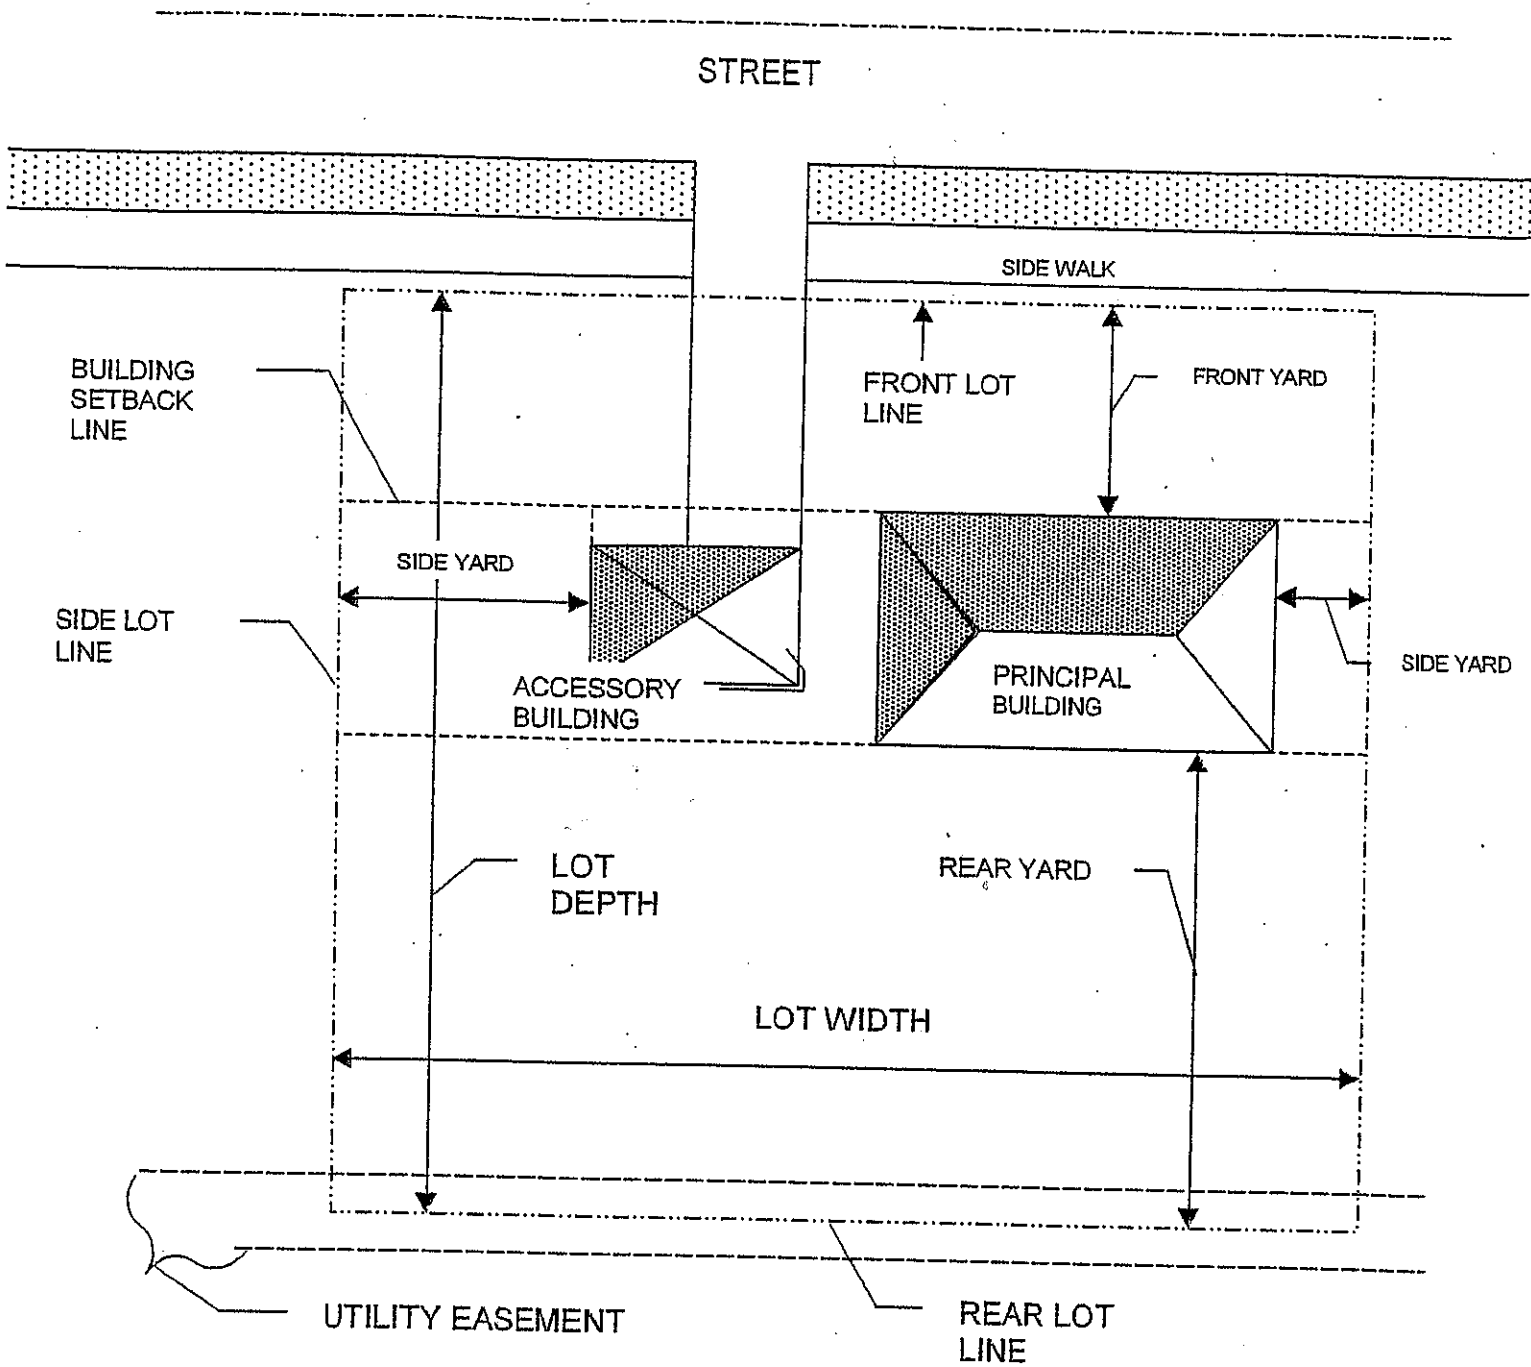 STREET
SIDE WALK
BUILDING
SETBACK
LINE
FRONT LOT
LINE
FRONT YARD
SIDE YARD
SIDE LOT
LINE
ACCESSORY
BUILDING
PRINCIPAL
BUILDING
SIDE YARD
LOT
DEPTH
REAR YARD
LOT WIDTH
UTILITY EASEMENT
REAR LOT
LINE